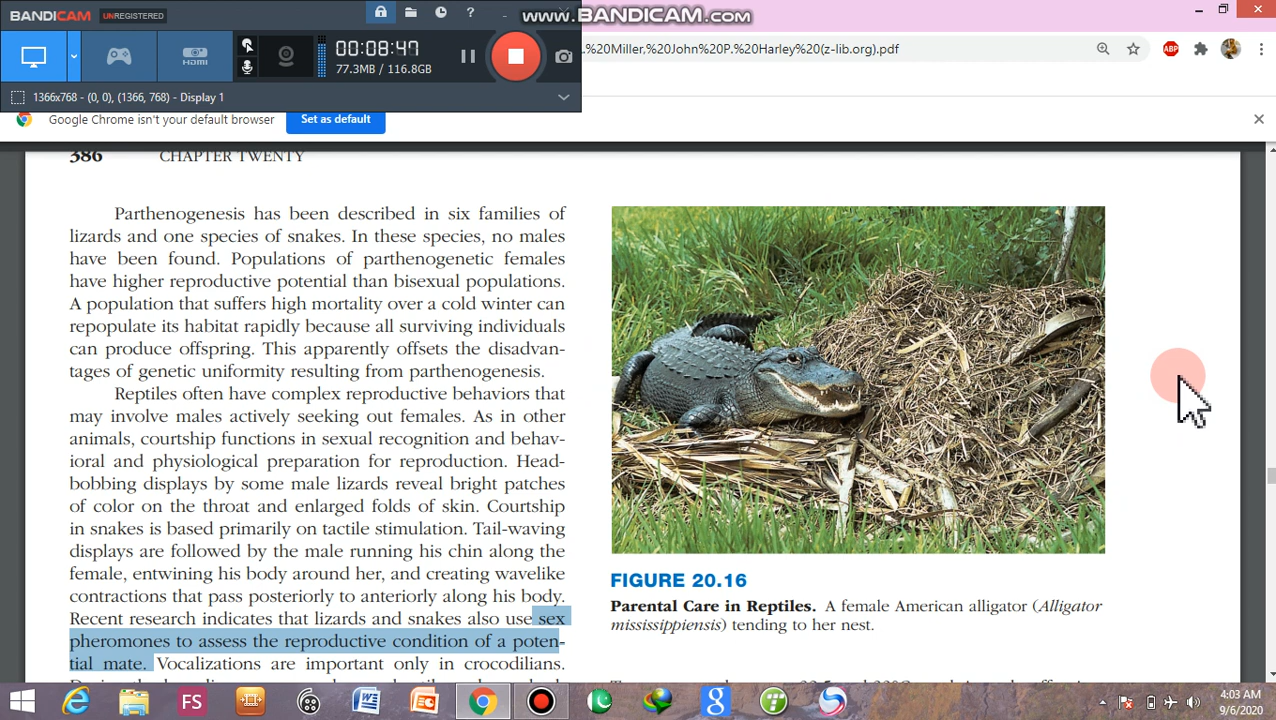 BANDICAM UNREGISTERED
www.BANDICAM.com
HDMI
00:08:47
77.3MB / 116.8GB
.%20Miller,%20John%20P.%20Harley%20(z-lib.org).pdf
ABP
1366x768 - (0, 0), (1366, 768) - Display 1
Google Chrome isn't your default browser
Set as default
386 CHAPTER TWENTY
Parthenogenesis has been described in six families of
lizards and one species of snakes. In these species, no males
have been found. Populations of parthenogenetic females
have higher reproductive potential than bisexual populations.
A population that suffers high mortality over a cold winter can
repopulate its habitat rapidly because all surviving individuals
can produce offspring. This apparently offsets the disadvan-
tages of genetic uniformity resulting from parthenogenesis.
Reptiles often have complex reproductive behaviors that
may involve males actively seeking out females. As in other
animals, courtship functions in sexual recognition and behav-
ioral and physiological preparation for reproduction. Head-
bobbing displays by some male lizards reveal bright patches
of color on the throat and enlarged folds of skin. Courtship
in snakes is based primarily on tactile stimulation. Tail-waving
displays are followed by the male running his chin along the
female, entwining his body around her, and creating wavelike
contractions that pass posteriorly to anteriorly along his body.
Recent research indicates that lizards and snakes also use sex
pheromones to assess the reproductive condition of a poten-
tial mate. Vocalizations are important only in crocodilians.
FIGURE 20.16
Parental Care in Reptiles. A female American alligator (Alligator
mississippiensis) tending to her nest.
FS
4:03 AM
9/6/2020